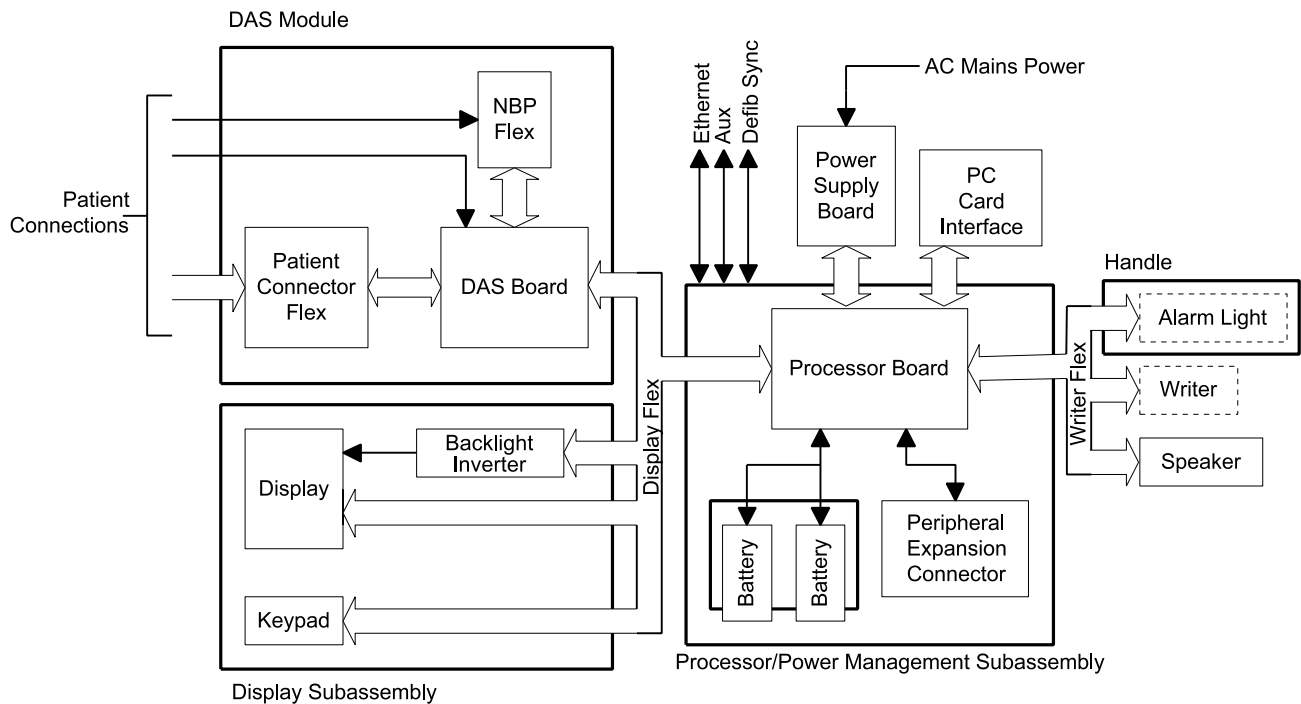 DAS Module
NBP
Flex
Patient
Connections
Patient
Connector
Flex
DAS Board
Ethernet
Aux
Defib Sync
AC Mains Power
Power
Supply
Board
PC
Card
Interface
Handle
Alarm Light
Processor Board
Writer Flex
Writer
Speaker
Display Flex
Backlight
Inverter
Display
Keypad
Battery
Battery
Peripheral
Expansion
Connector
Processor/Power Management Subassembly
Display Subassembly